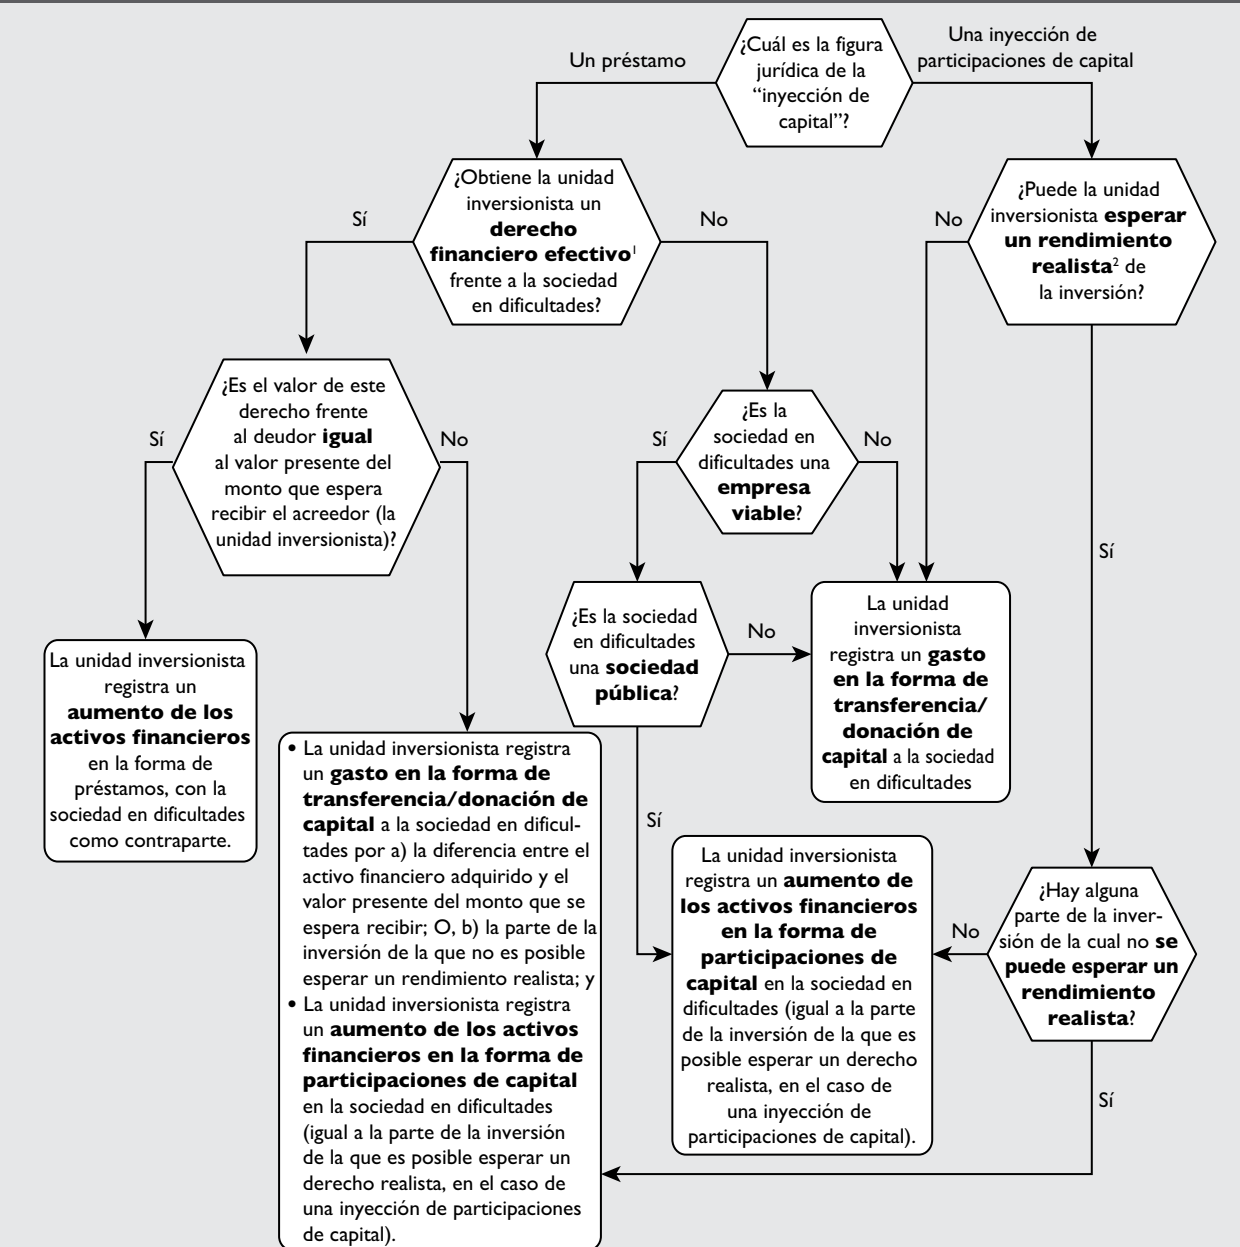 ¿Cuál es la figura
jurídica de la
“inyección de
capital”?
Un préstamo
Una inyección de
participaciones de capital
¿Obtiene la unidad
inversionista un
derecho
financiero efectivo¹
frente a la sociedad
en dificultades?
Sí
No
¿Puede la unidad
inversionista esperar
un rendimiento
realista² de
la inversión?
No
Sí
¿Es el valor de este
derecho frente
al deudor igual
al valor presente del
monto que espera
recibir el acreedor (la
unidad inversionista)?
Sí
No
¿Es la
sociedad en
dificultades una
empresa
viable?
Sí
No
¿Es la sociedad
en dificultades
una sociedad
pública?
No
Sí
La unidad
inversionista
registra un gasto
en la forma de
transferencia/
donación de
capital a la sociedad
en dificultades
La unidad inversionista
registra un
aumento de los
activos financieros
en la forma de
préstamos, con la
sociedad en dificultades
como contraparte.
• La unidad inversionista registra
un gasto en la forma de
transferencia/donación de
capital a la sociedad en dificul-
tades por a) la diferencia entre el
activo financiero adquirido y el
valor presente del monto que se
espera recibir; O, b) la parte de la
inversión de la que no es posible
esperar un rendimiento realista; y
• La unidad inversionista registra
un aumento de los activos
financieros en la forma de
participaciones de capital
en la sociedad en dificultades
(igual a la parte de la inversión
de la que es posible esperar un
derecho realista, en el caso de
una inyección de participaciones
de capital).
La unidad inversionista
registra un aumento de
los activos financieros
en la forma de
participaciones de
capital en la sociedad en
dificultades (igual a la parte
de la inversión de la que es
posible esperar un derecho
realista, en el caso de
una inyección de
participaciones de capital).
¿Hay alguna
parte de la inver-
sión de la cual no se
puede esperar un
rendimiento
realista?
No
Sí